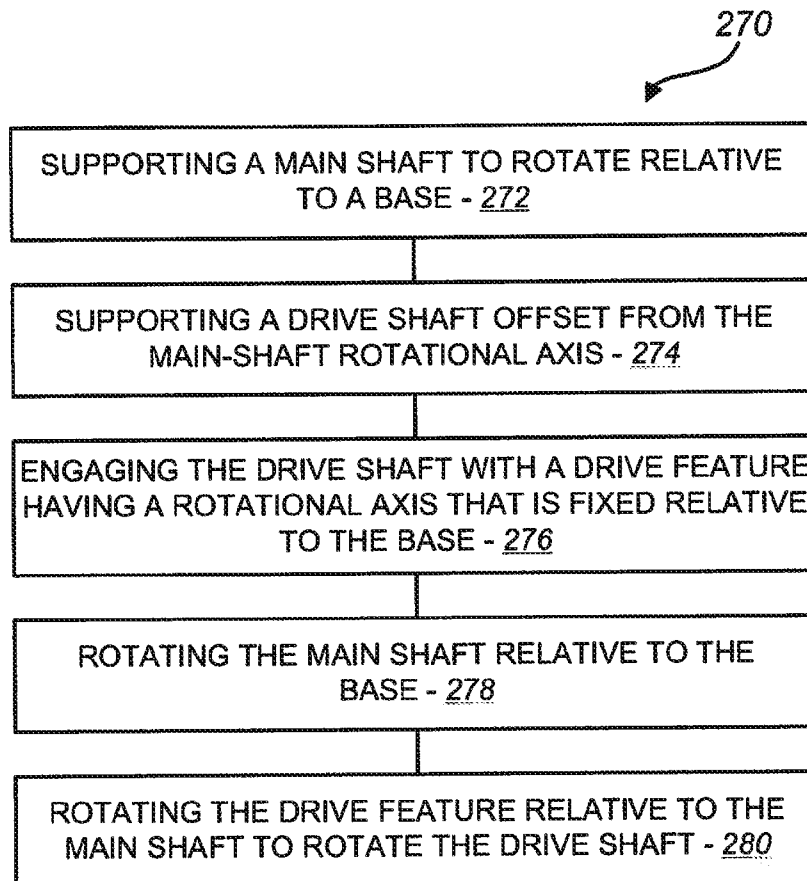 270
SUPPORTING A MAIN SHAFT TO ROTATE RELATIVE
TO A BASE - 272
SUPPORTING A DRIVE SHAFT OFFSET FROM THE
MAIN-SHAFT ROTATIONAL AXIS - 274
ENGAGING THE DRIVE SHAFT WITH A DRIVE FEATURE
HAVING A ROTATIONAL AXIS THAT IS FIXED RELATIVE
TO THE BASE - 276
ROTATING THE MAIN SHAFT RELATIVE TO THE
BASE - 278
ROTATING THE DRIVE FEATURE RELATIVE TO THE
MAIN SHAFT TO ROTATE THE DRIVE SHAFT - 280